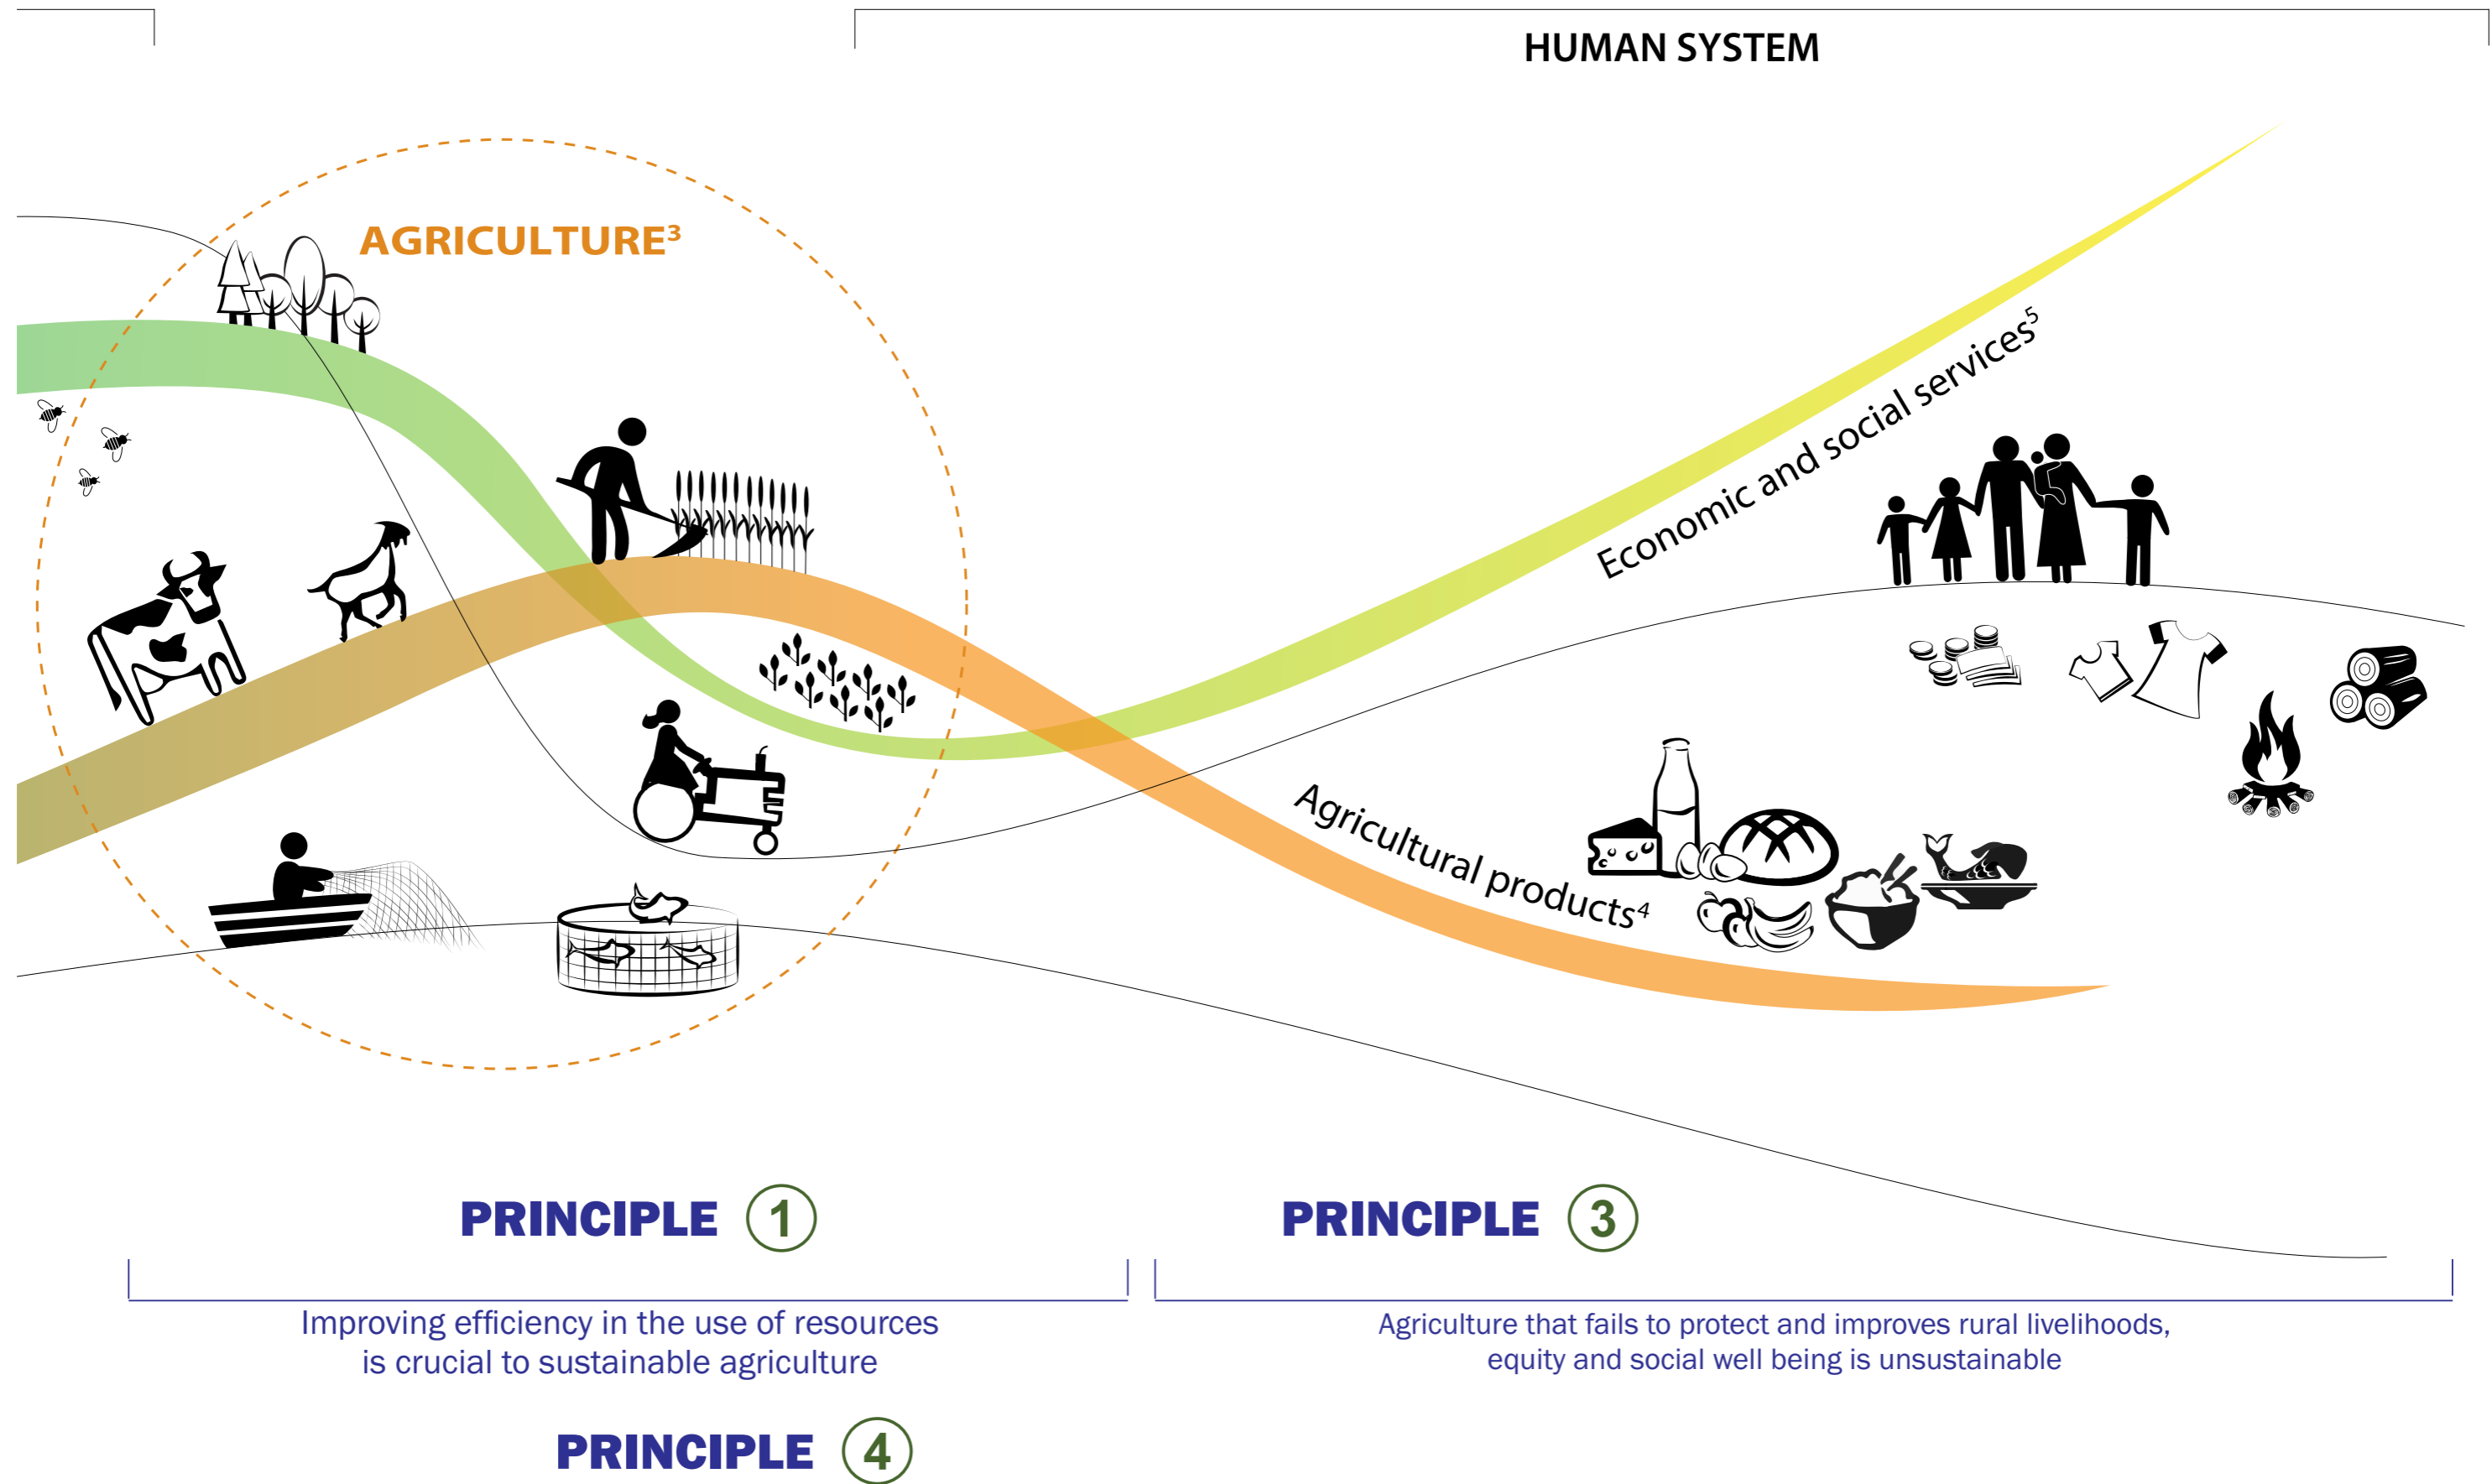 HUMAN SYSTEM
AGRICULTURE³
Economic and social services⁵
Agricultural products⁴
PRINCIPLE 1
PRINCIPLE 3
Improving efficiency in the use of resources
is crucial to sustainable agriculture
Agriculture that fails to protect and improves rural livelihoods,
equity and social well being is unsustainable
PRINCIPLE 4